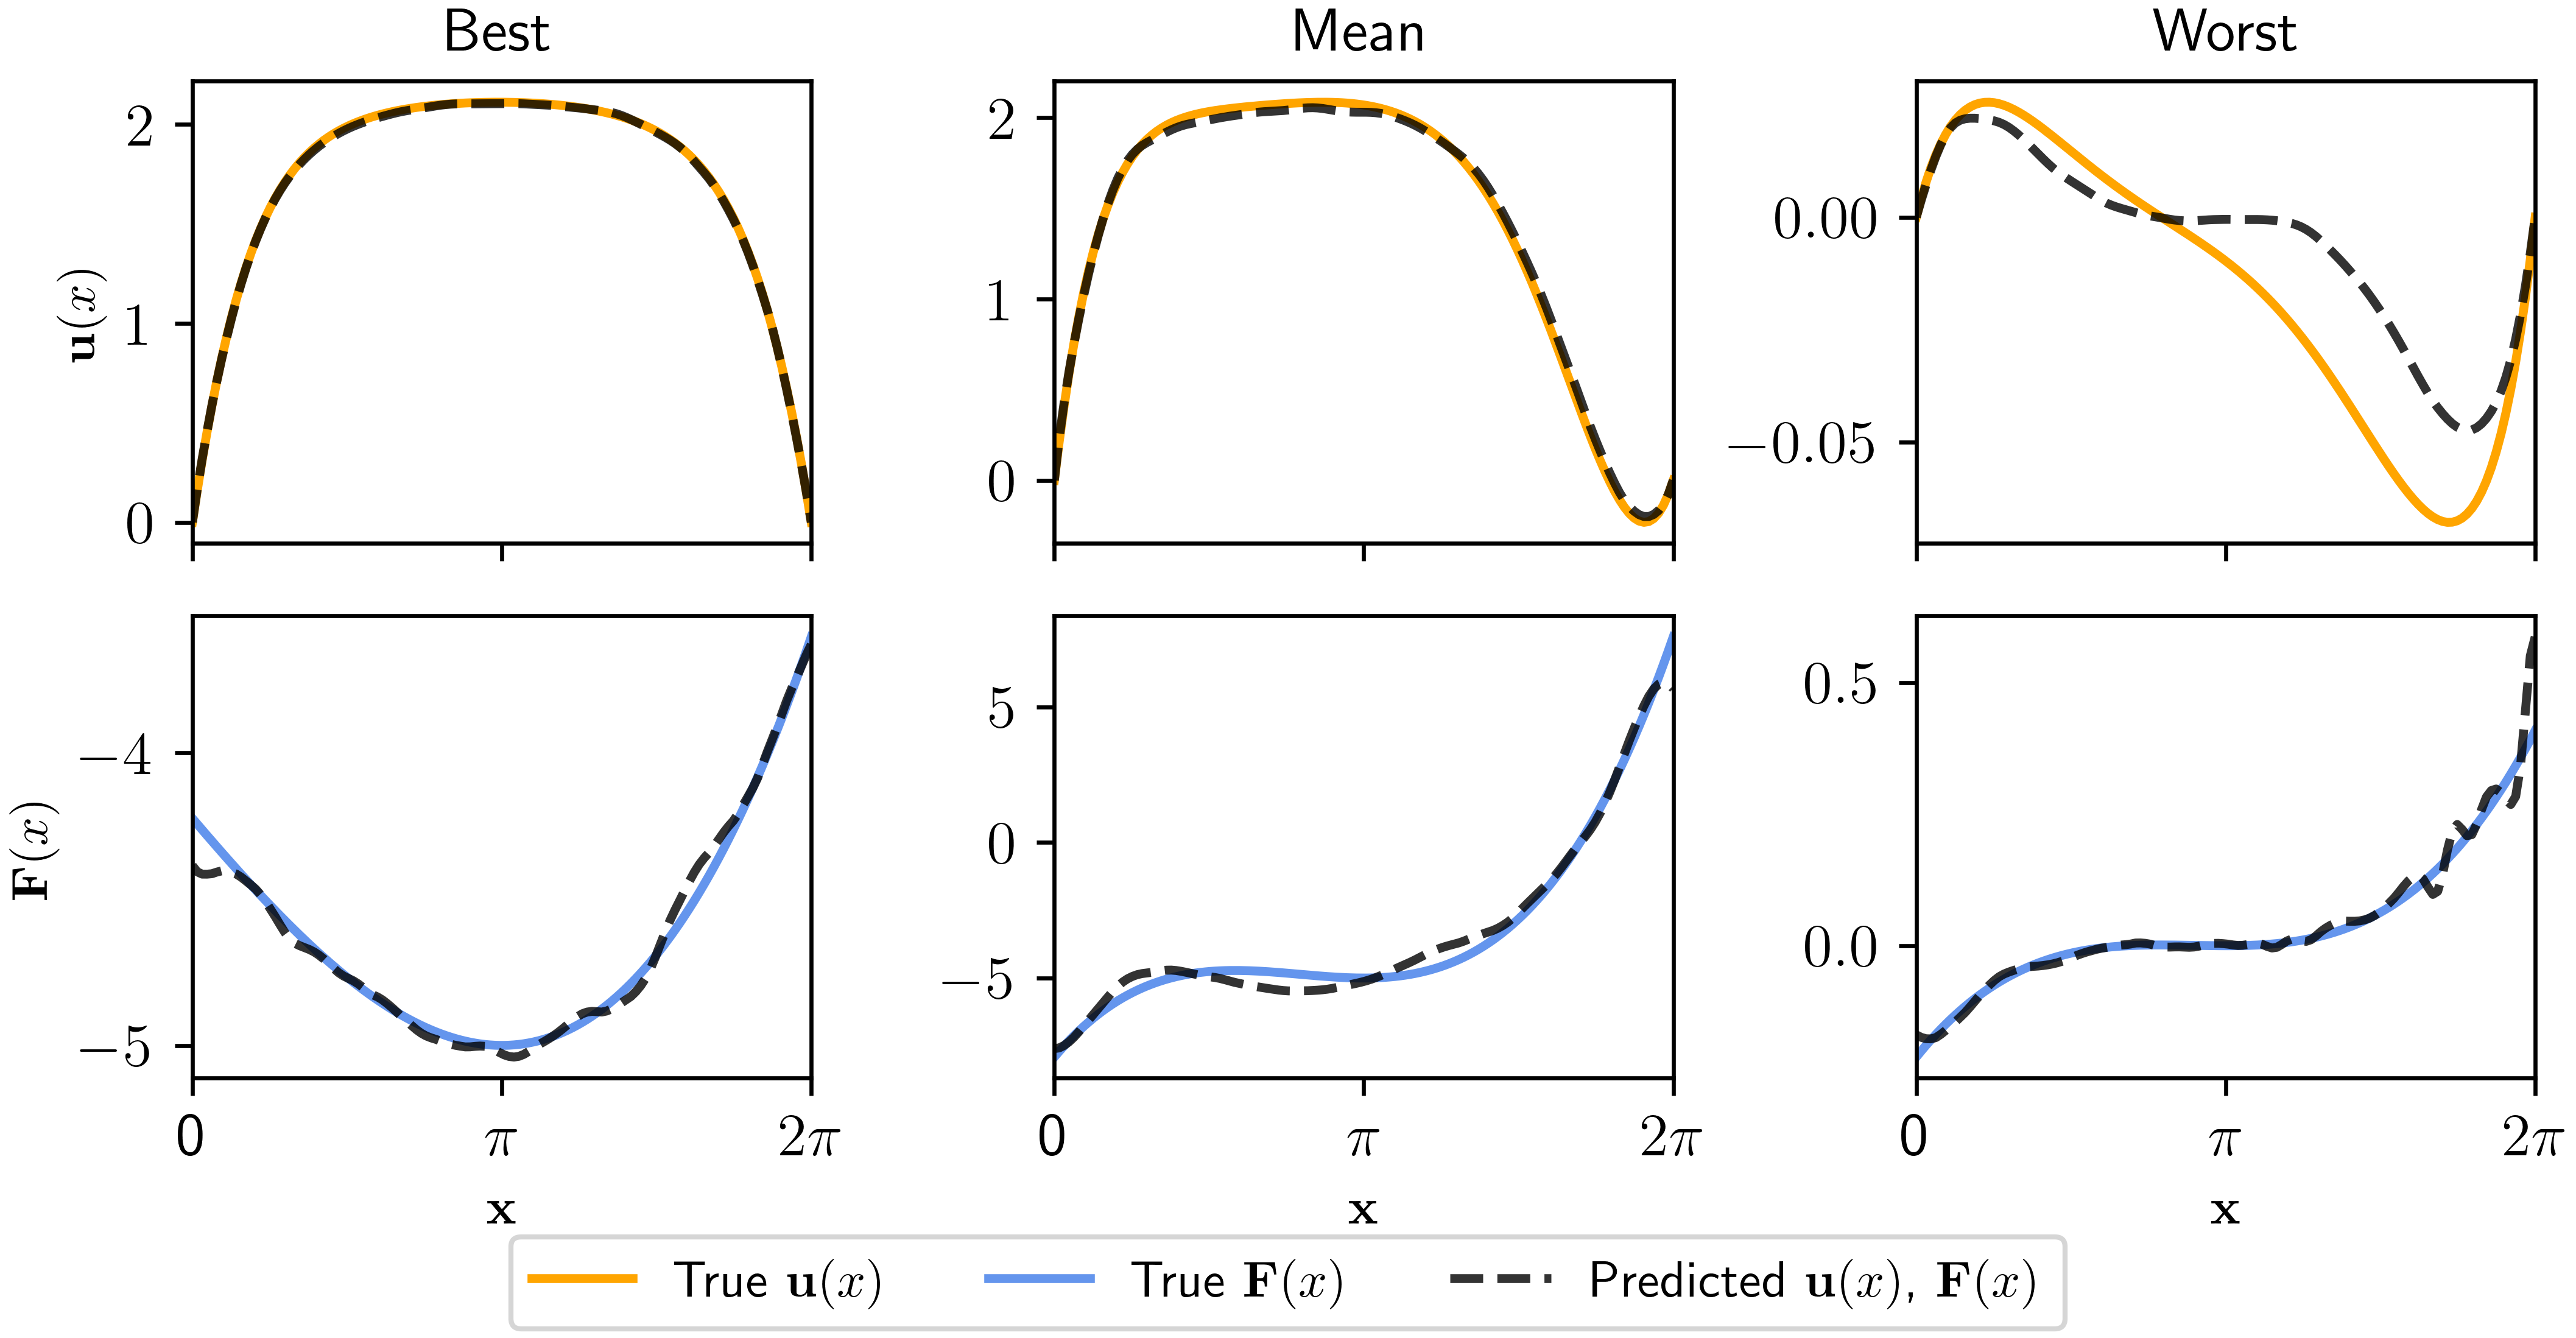 Best Mean Worst
2 2
0.00
1 1
u(x)
−0.05
0 0
5 0.5
−4
0
F(x)
0.0
−5
−5
0 π 2π 0 π 2π 0 π 2π
x x x
True u(x) True F(x) Predicted u(x), F(x)